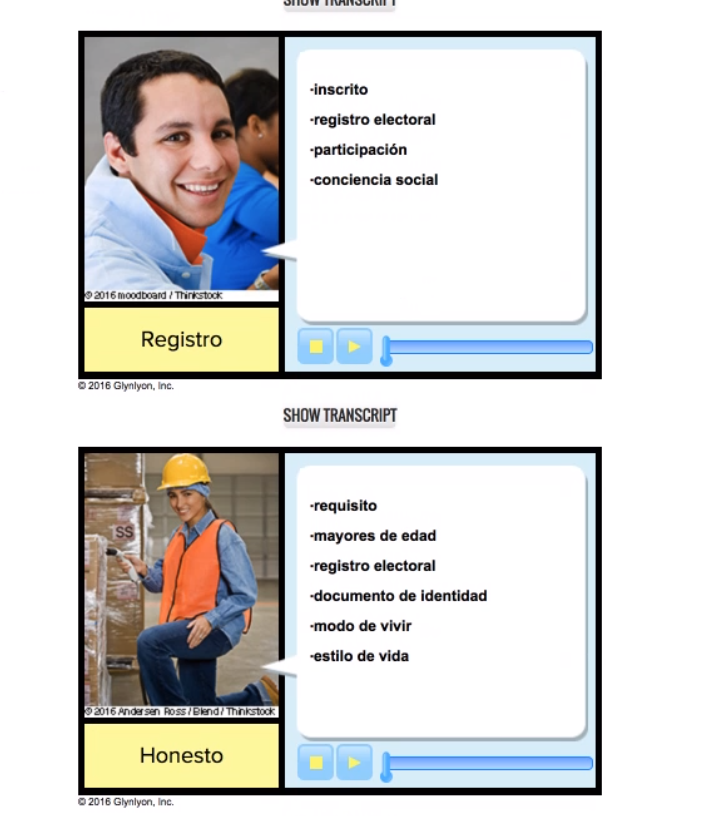 SHOW TRANSCRIPT
·inscrito
·registro electoral
·participación
·conciencia social
© 2016 moodboard / Thinkstock
Registro
© 2016 Glynlyon, Inc.
SHOW TRANSCRIPT
·requisito
·mayores de edad
·registro electoral
·documento de identidad
·modo de vivir
·estilo de vida
SS
© 2016 Andersen Ross / Blend / Thinkstock
Honesto
© 2016 Glynlyon, Inc.